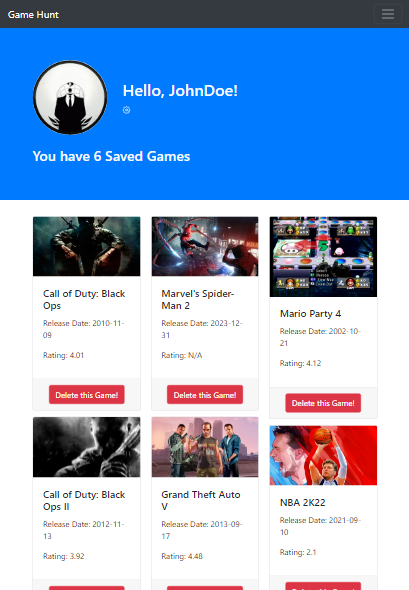 Game Hunt
Hello, JohnDoe!
You have 6 Saved Games
Call of Duty: Black
Ops
Release Date: 2010-11-
09
Rating: 4.01
Delete this Game!
Marvel's Spider-
Man 2
Release Date: 2023-12-
31
Rating: N/A
Delete this Game!
Mario Party 4
Release Date: 2002-10-
21
Rating: 4.12
Delete this Game!
Call of Duty: Black
Ops II
Release Date: 2012-11-
13
Rating: 3.92
Grand Theft Auto
V
Release Date: 2013-09-
17
Rating: 4.48
NBA 2K22
Release Date: 2021-09-
10
Rating: 2.1